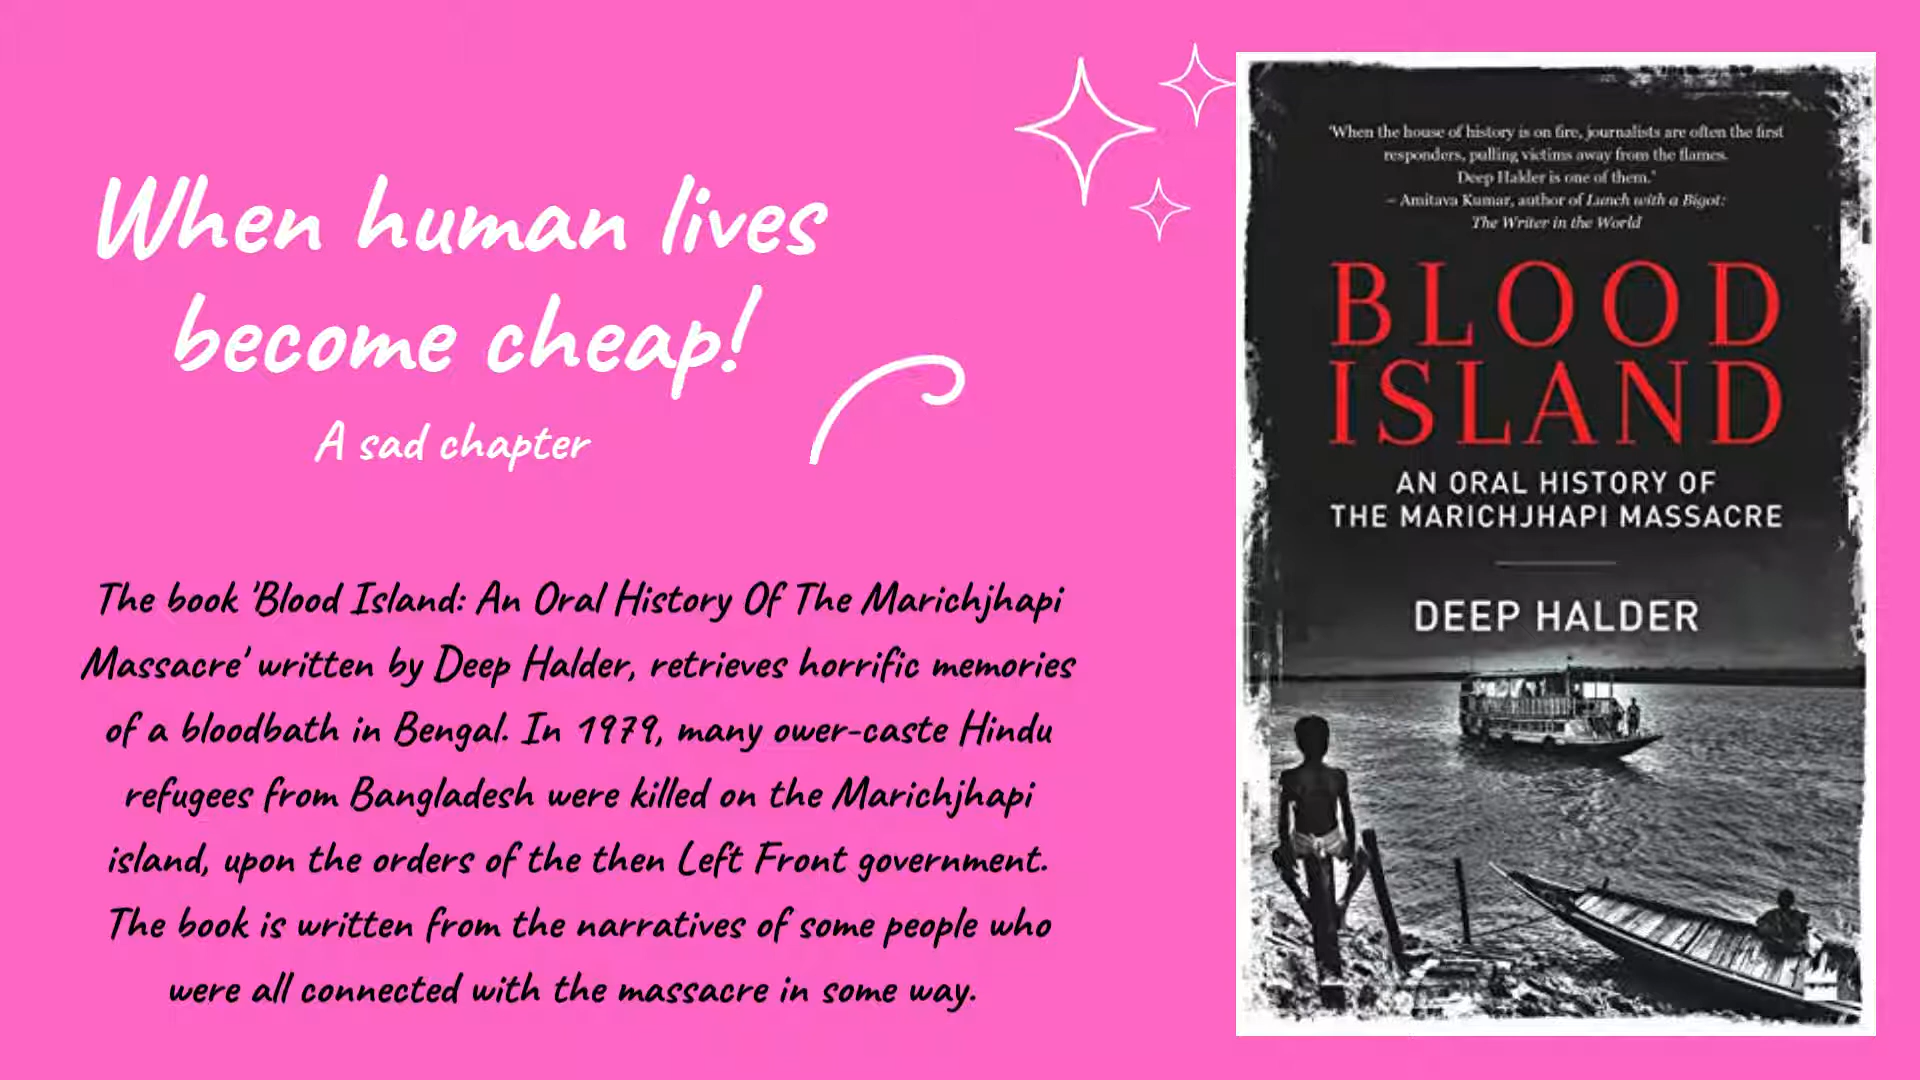 When human lives
become cheap!
A sad chapter
The book 'Blood Island: An Oral History Of The Marichjhapi
Massacre' written by Deep Halder, retrieves horrific memories
of a bloodbath in Bengal. In 1979, many ower-caste Hindu
refugees from Bangladesh were killed on the Marichjhapi
island, upon the orders of the then Left Front government.
The book is written from the narratives of some people who
were all connected with the massacre in some way.
'When the house of history is on fire, journalists are often the first
responders, pulling victims away from the flames.
Deep Halder is one of them.'
– Amitava Kumar, author of Lunch with a Bigot:
The Writer in the World
BLOOD
ISLAND
AN ORAL HISTORY OF
THE MARICHJHAPI MASSACRE
DEEP HALDER